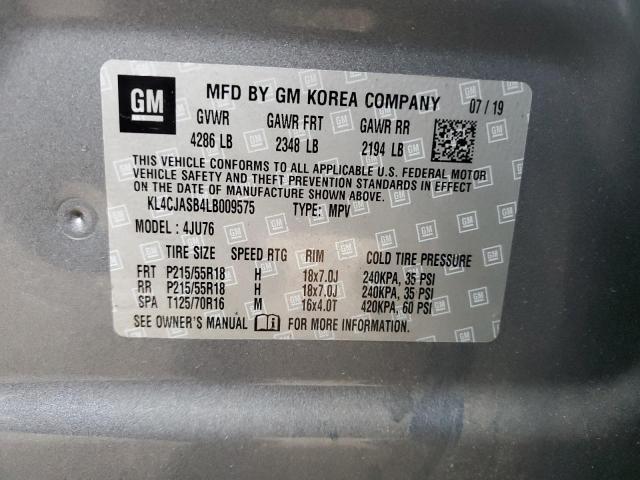 GM
MFD BY GM KOREA COMPANY 07/19
GVWR GAWR FRT GAWR RR
4286 LB 2348 LB 2194 LB
THIS VEHICLE CONFORMS TO ALL APPLICABLE U.S. FEDERAL MOTOR
VEHICLE SAFETY AND THEFT PREVENTION STANDARDS IN EFFECT
ON THE DATE OF MANUFACTURE SHOWN ABOVE.
KL4CJASB4LB009575 TYPE: MPV
MODEL: 4JU76
TIRE SIZE SPEED RTG RIM COLD TIRE PRESSURE
FRT P215/55R18 H 18x7.0J 240KPA, 35 PSI
RR P215/55R18 H 18x7.0J 240KPA, 35 PSI
SPA T125/70R16 M 16x4.0T 420KPA, 60 PSI
SEE OWNER'S MANUAL FOR MORE INFORMATION.